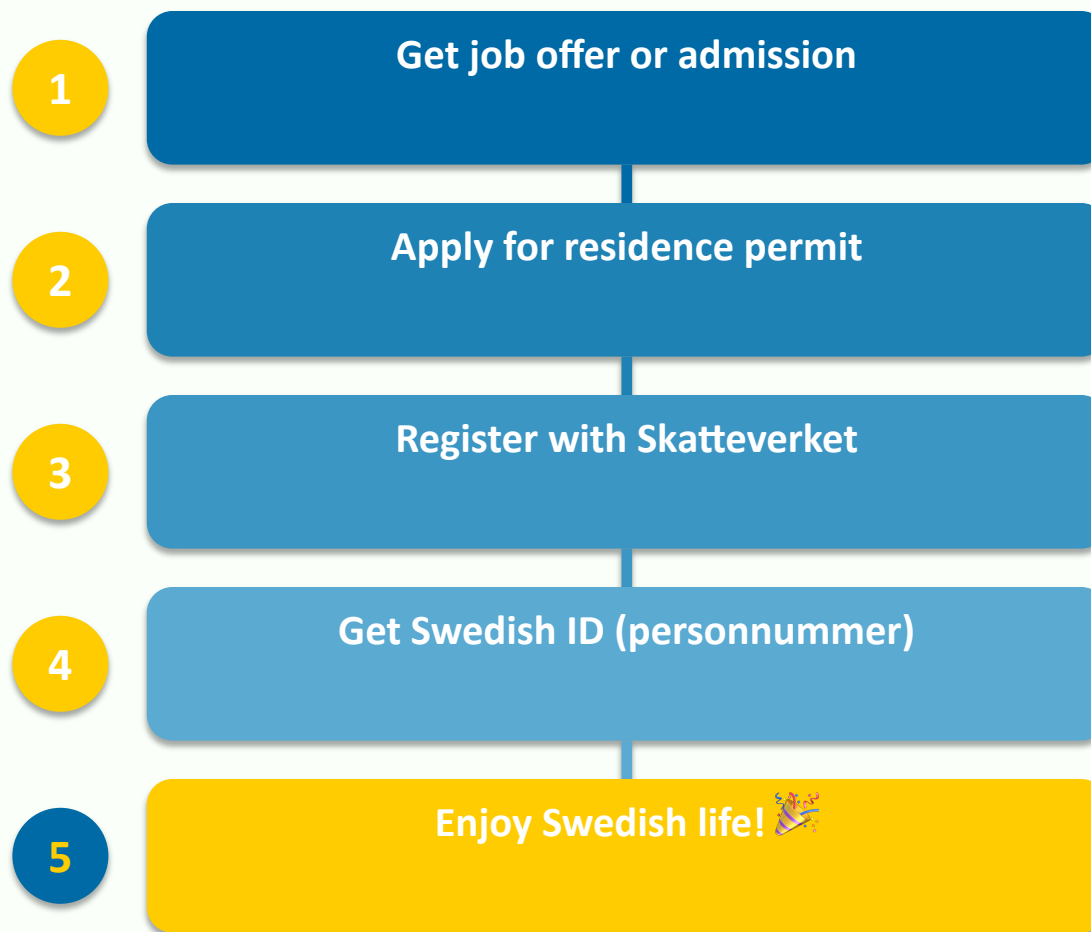 1
Get job offer or admission
2
Apply for residence permit
3
Register with Skatteverket
4
Get Swedish ID (personnummer)
5
Enjoy Swedish life! 🎉